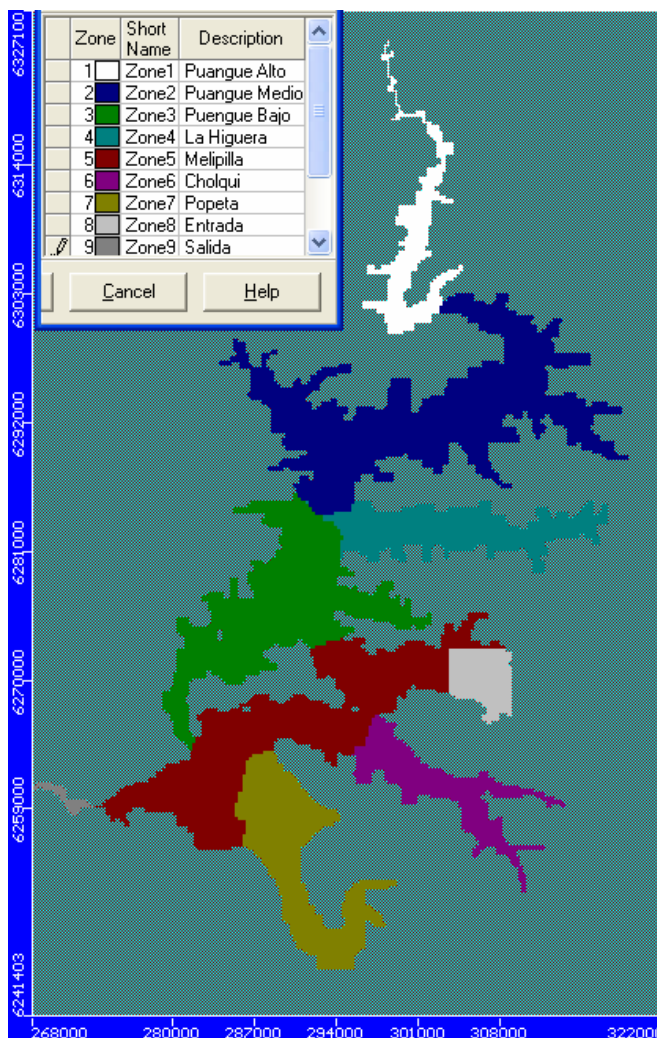 Zone Short Name Description
1 Zone1 Puangue Alto
2 Zone2 Puangue Medio
3 Zone3 Puengue Bajo
4 Zone4 La Higuera
5 Zone5 Melipilla
6 Zone6 Cholqui
7 Zone7 Popeta
8 Zone8 Entrada
9 Zone9 Salida
Cancel Help
6327100
6314000
6303000
6292000
6281000
6270000
6259000
6241403
268000 280000 287000 294000 301000 308000 322000